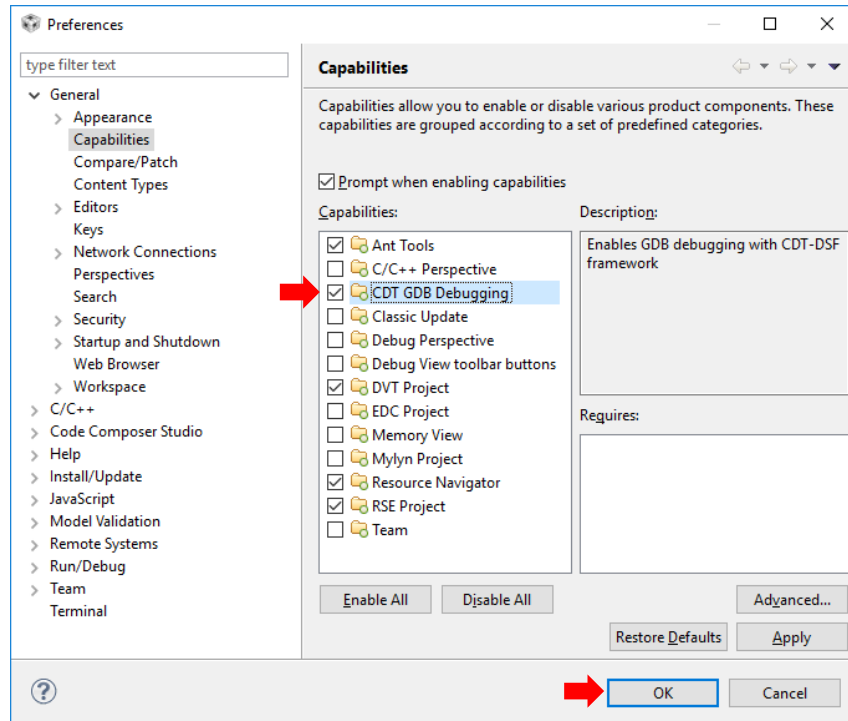 Preferences
type filter text
General
Appearance
Capabilities
Compare/Patch
Content Types
Editors
Keys
Network Connections
Perspectives
Search
Security
Startup and Shutdown
Web Browser
Workspace
C/C++
Code Composer Studio
Help
Install/Update
JavaScript
Model Validation
Remote Systems
Run/Debug
Team
Terminal
Capabilities
Capabilities allow you to enable or disable various product components. These
capabilities are grouped according to a set of predefined categories.
Prompt when enabling capabilities
Capabilities:
Ant Tools
C/C++ Perspective
CDT GDB Debugging
Classic Update
Debug Perspective
Debug View toolbar buttons
DVT Project
EDC Project
Memory View
Mylyn Project
Resource Navigator
RSE Project
Team
Description:
Enables GDB debugging with CDT-DSF
framework
Requires:
Enable All
Disable All
Advanced...
Restore Defaults
Apply
?
OK
Cancel